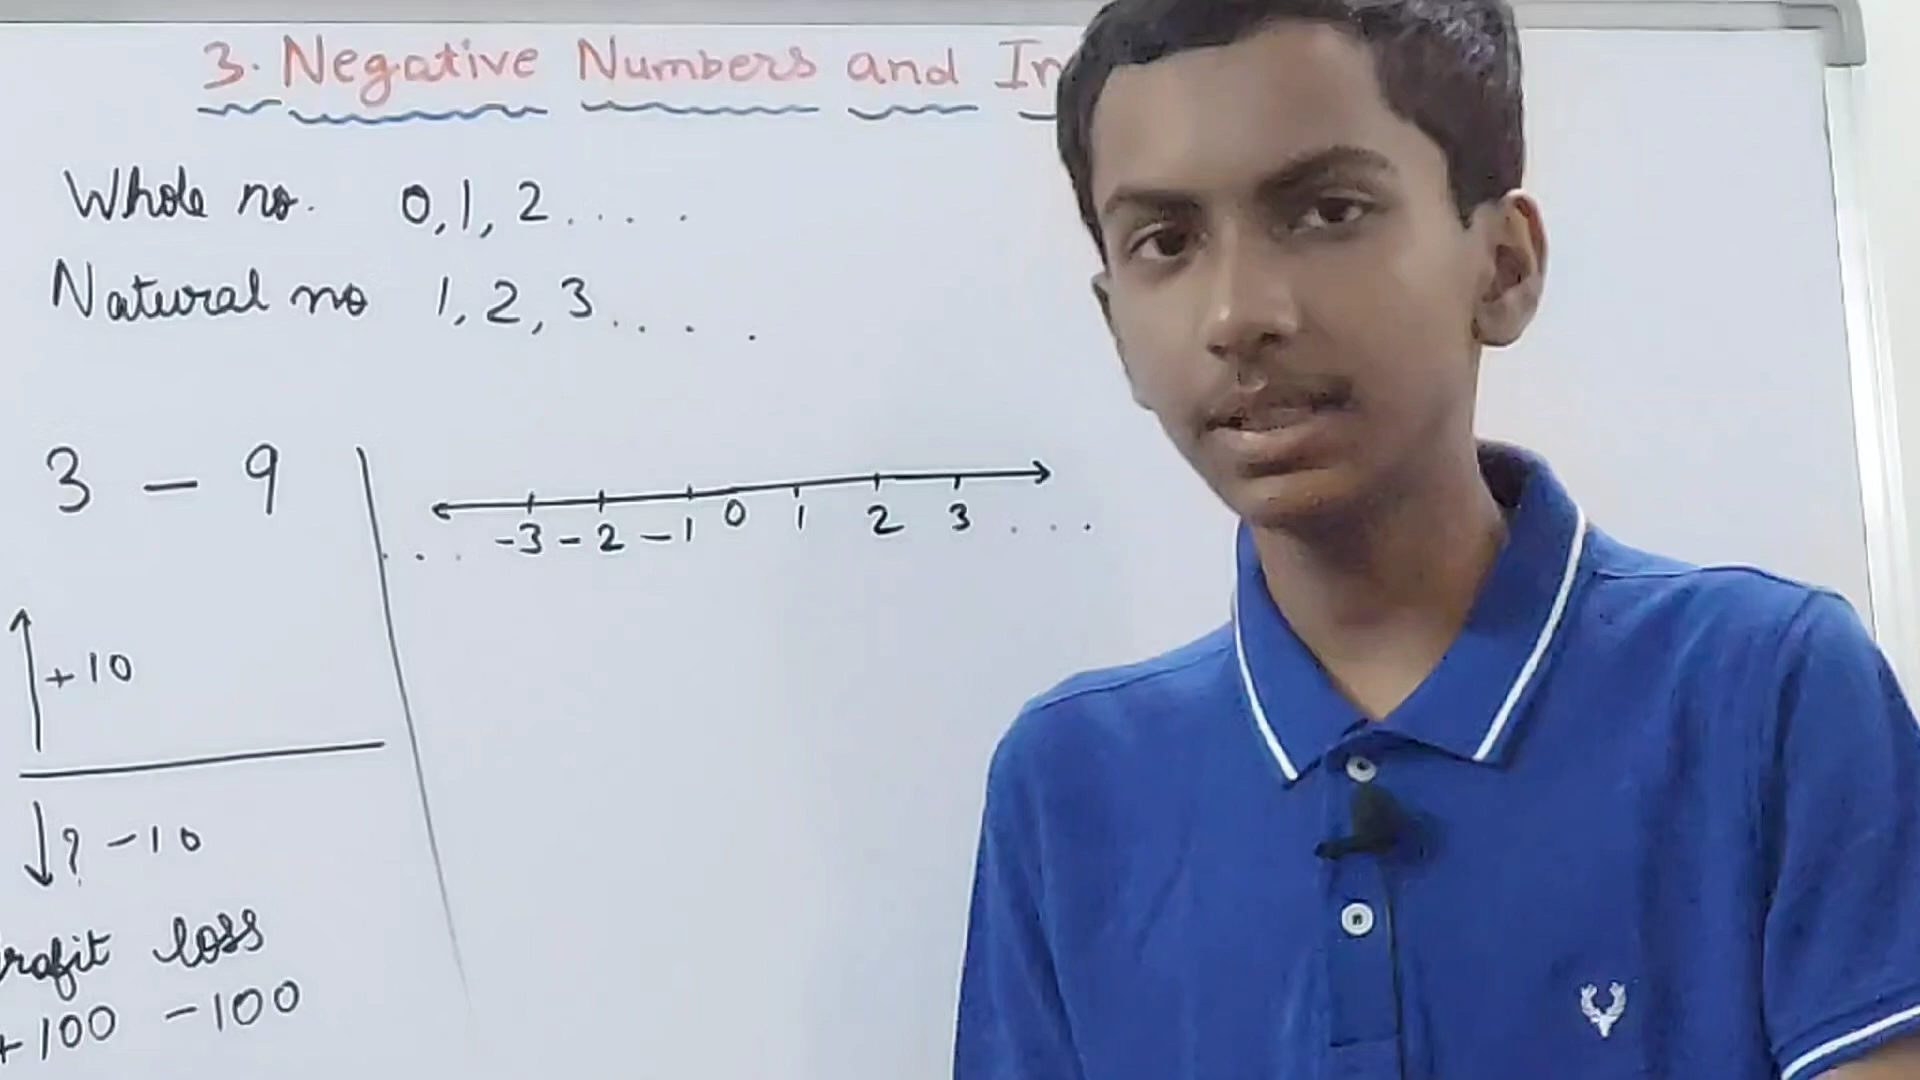 3. Negative Numbers and In
Whole no. 0, 1, 2 . . . .
Natural no 1, 2, 3 . . . .
3 - 9
. . . -3 -2 -1 0 1 2 3 . . .
+10
? -10
rofit loss
+100 -100